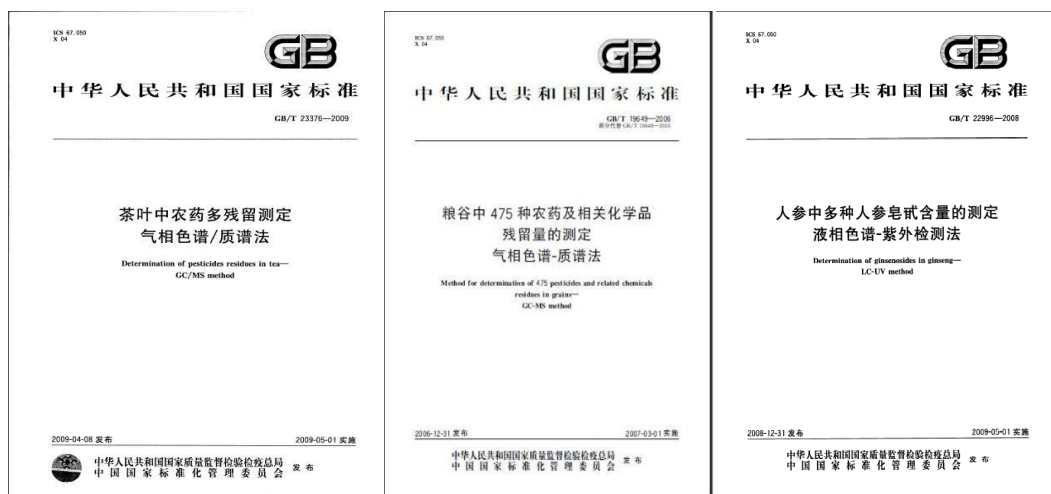 ICS 67.050
X 04
GB
中华人民共和国国家标准
GB/T 23376—2009
茶叶中农药多残留测定
气相色谱/质谱法
Determination of pesticides residues in tea—
GC/MS method
2009-04-08 发布
2009-05-01 实施
中华人民共和国国家质量监督检验检疫总局
中国国家标准化管理委员会
发布
ICS 67.050
X 04
GB
中华人民共和国国家标准
GB/T 19649—2006
部分代替 GB/T 19649—2005
粮谷中 475 种农药及相关化学品
残留量的测定
气相色谱-质谱法
Method for determination of 475 pesticides and related chemicals
residues in grains—
GC-MS method
2006-12-31 发布
2007-03-01 实施
中华人民共和国国家质量监督检验检疫总局
中国国家标准化管理委员会
发布
ICS 67.050
X 04
GB
中华人民共和国国家标准
GB/T 22996—2008
人参中多种人参皂甙含量的测定
液相色谱-紫外检测法
Determination of ginsenosides in ginseng—
LC-UV method
2008-12-31 发布
2009-05-01 实施
中华人民共和国国家质量监督检验检疫总局
中国国家标准化管理委员会
发布